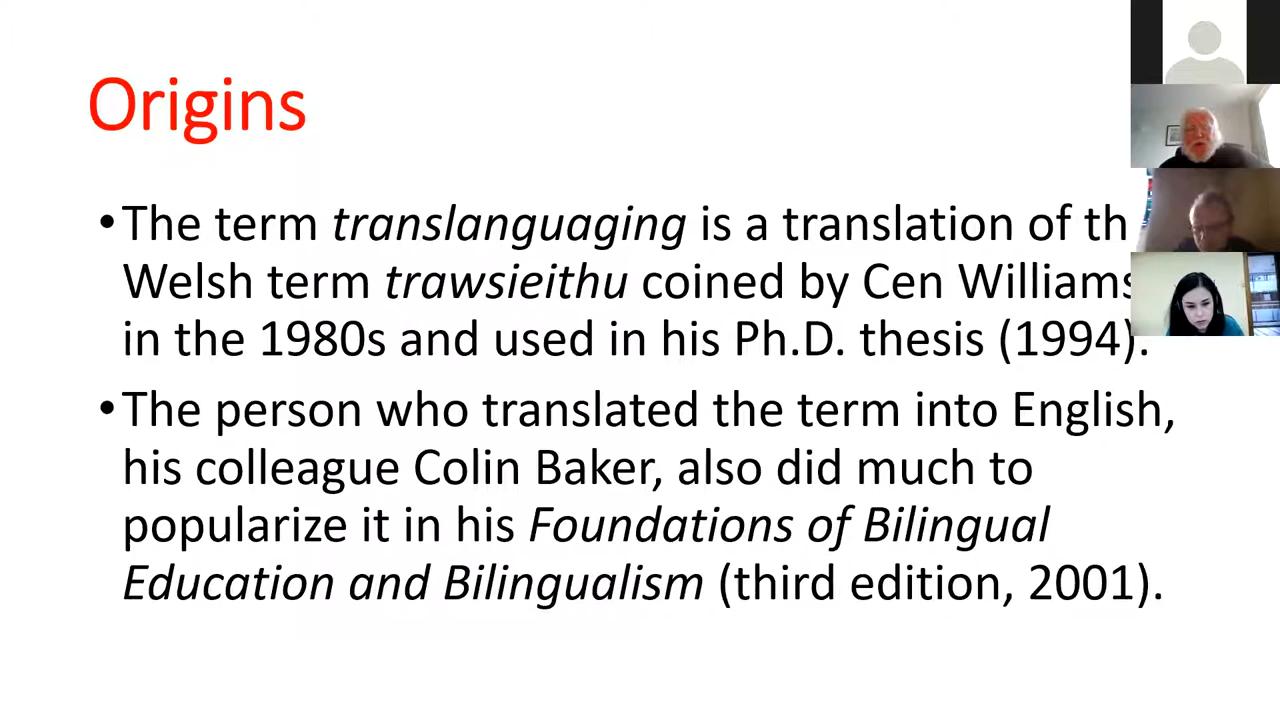 Origins
•The term translanguaging is a translation of th
Welsh term trawsieithu coined by Cen Williams
in the 1980s and used in his Ph.D. thesis (1994).
•The person who translated the term into English,
his colleague Colin Baker, also did much to
popularize it in his Foundations of Bilingual
Education and Bilingualism (third edition, 2001).